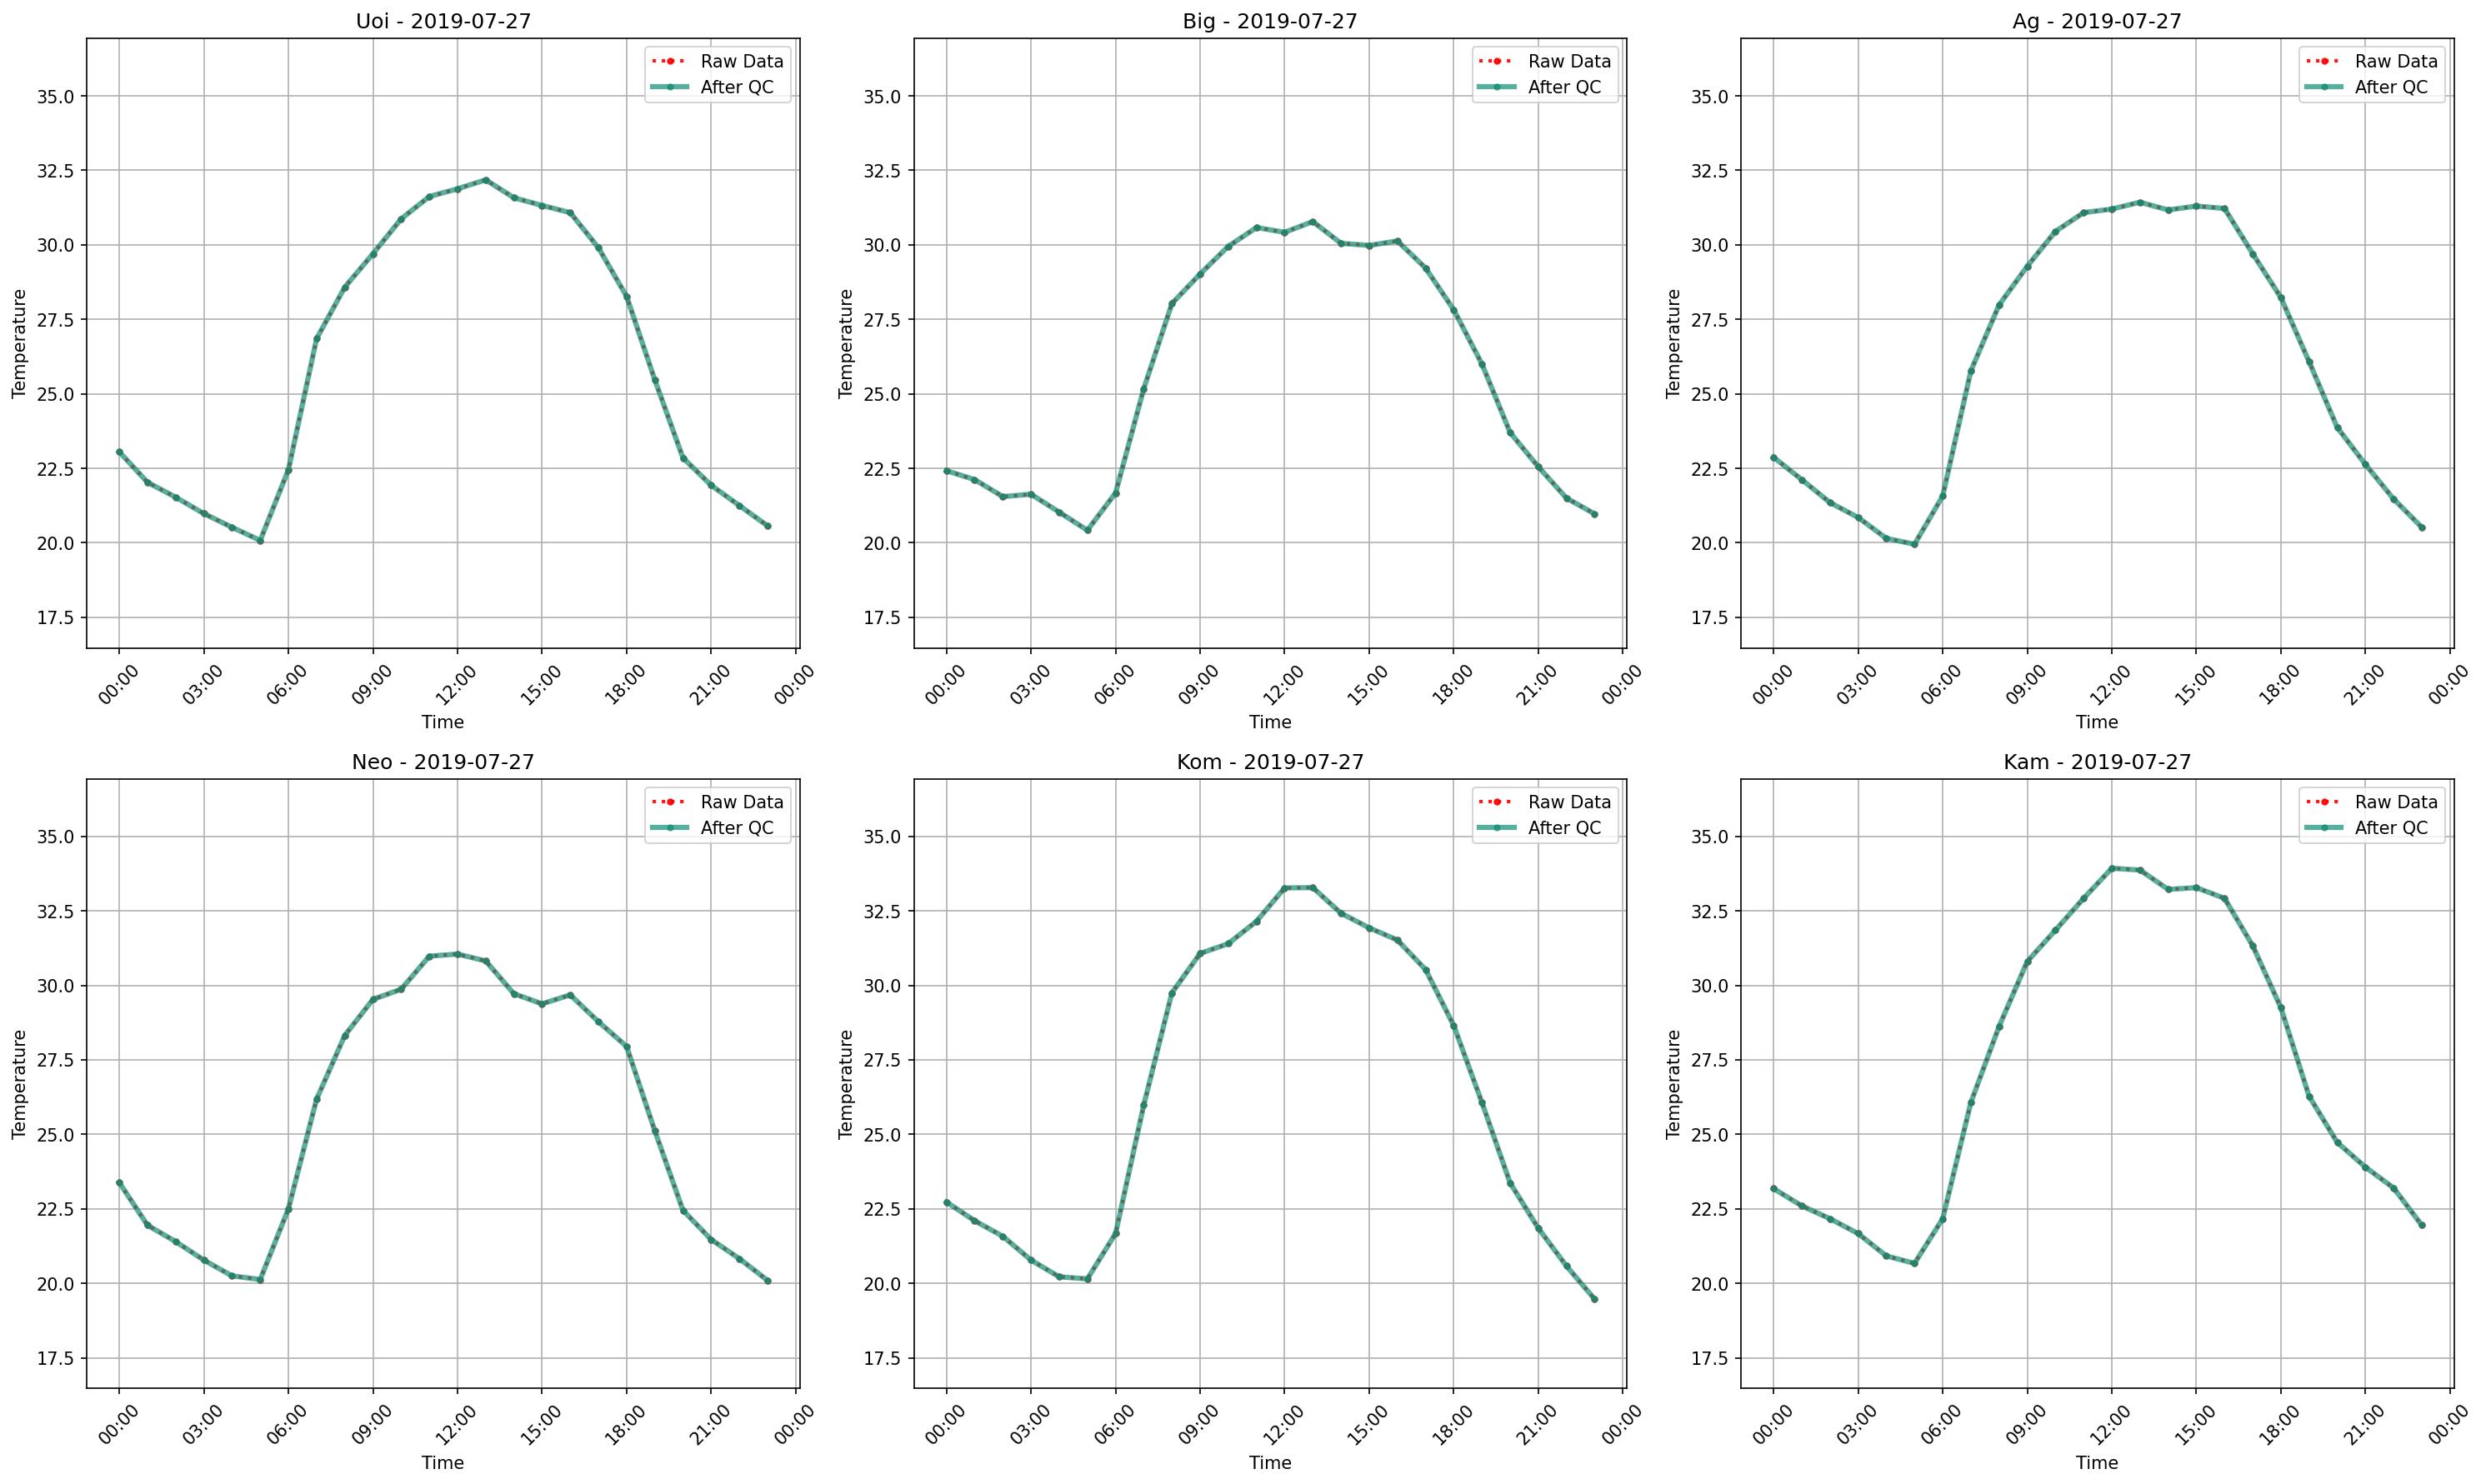 Uoi - 2019-07-27
Raw Data
After QC
35.0
32.5
30.0
27.5
25.0
22.5
20.0
17.5
Temperature
00:00 03:00 06:00 09:00 12:00 15:00 18:00 21:00 00:00
Time
Big - 2019-07-27
Raw Data
After QC
35.0
32.5
30.0
27.5
25.0
22.5
20.0
17.5
Temperature
00:00 03:00 06:00 09:00 12:00 15:00 18:00 21:00 00:00
Time
Ag - 2019-07-27
Raw Data
After QC
35.0
32.5
30.0
27.5
25.0
22.5
20.0
17.5
Temperature
00:00 03:00 06:00 09:00 12:00 15:00 18:00 21:00 00:00
Time
Neo - 2019-07-27
Raw Data
After QC
35.0
32.5
30.0
27.5
25.0
22.5
20.0
17.5
Temperature
00:00 03:00 06:00 09:00 12:00 15:00 18:00 21:00 00:00
Time
Kom - 2019-07-27
Raw Data
After QC
35.0
32.5
30.0
27.5
25.0
22.5
20.0
17.5
Temperature
00:00 03:00 06:00 09:00 12:00 15:00 18:00 21:00 00:00
Time
Kam - 2019-07-27
Raw Data
After QC
35.0
32.5
30.0
27.5
25.0
22.5
20.0
17.5
Temperature
00:00 03:00 06:00 09:00 12:00 15:00 18:00 21:00 00:00
Time